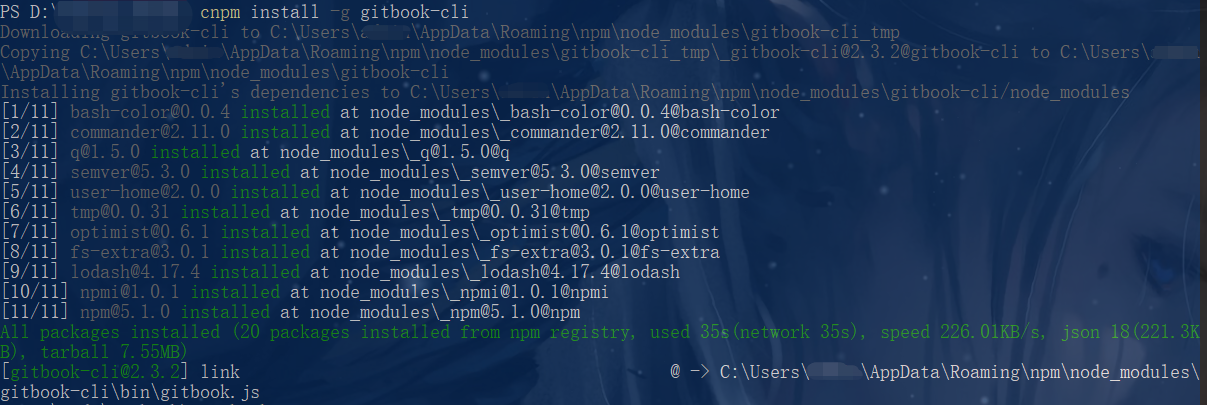 PS D:\ cnpm install -g gitbook-cli
Downloading gitbook-cli to C:\Users\ \AppData\Roaming\npm\node_modules\gitbook-cli_tmp
Copying C:\Users\ \AppData\Roaming\npm\node_modules\gitbook-cli_tmp\_gitbook-cli@2.3.2@gitbook-cli to C:\Users\
\AppData\Roaming\npm\node_modules\gitbook-cli
Installing gitbook-cli's dependencies to C:\Users\ \AppData\Roaming\npm\node_modules\gitbook-cli/node_modules
[1/11] bash-color@0.0.4 installed at node_modules\_bash-color@0.0.4@bash-color
[2/11] commander@2.11.0 installed at node_modules\_commander@2.11.0@commander
[3/11] q@1.5.0 installed at node_modules\_q@1.5.0@q
[4/11] semver@5.3.0 installed at node_modules\_semver@5.3.0@semver
[5/11] user-home@2.0.0 installed at node_modules\_user-home@2.0.0@user-home
[6/11] tmp@0.0.31 installed at node_modules\_tmp@0.0.31@tmp
[7/11] optimist@0.6.1 installed at node_modules\_optimist@0.6.1@optimist
[8/11] fs-extra@3.0.1 installed at node_modules\_fs-extra@3.0.1@fs-extra
[9/11] lodash@4.17.4 installed at node_modules\_lodash@4.17.4@lodash
[10/11] npmi@1.0.1 installed at node_modules\_npmi@1.0.1@npmi
[11/11] npm@5.1.0 installed at node_modules\_npm@5.1.0@npm
All packages installed (20 packages installed from npm registry, used 35s(network 35s), speed 226.01KB/s, json 18(221.3K
B), tarball 7.55MB)
[gitbook-cli@2.3.2] link @ -> C:\Users\ \AppData\Roaming\npm\node_modules\
gitbook-cli\bin\gitbook.js